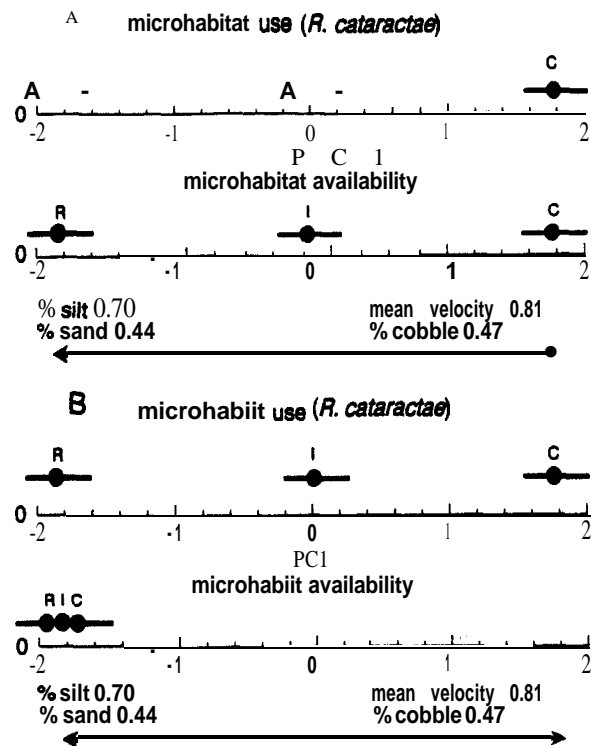 A
microhabitat use (R. cataractae)
C
A - A -
0
-2 -1 0 1 2
P C 1
microhabitat availability
R I C
0
-2 -1 0 1 2
% silt 0.70 mean velocity 0.81
% sand 0.44 % cobble 0.47
B microhabiit use (R. cataractae)
R I C
0
-2 -1 0 1 2
PC1
microhabiit availability
R I C
0
-2 -1 0 1 2
% silt 0.70 mean velocity 0.81
% sand 0.44 % cobble 0.47